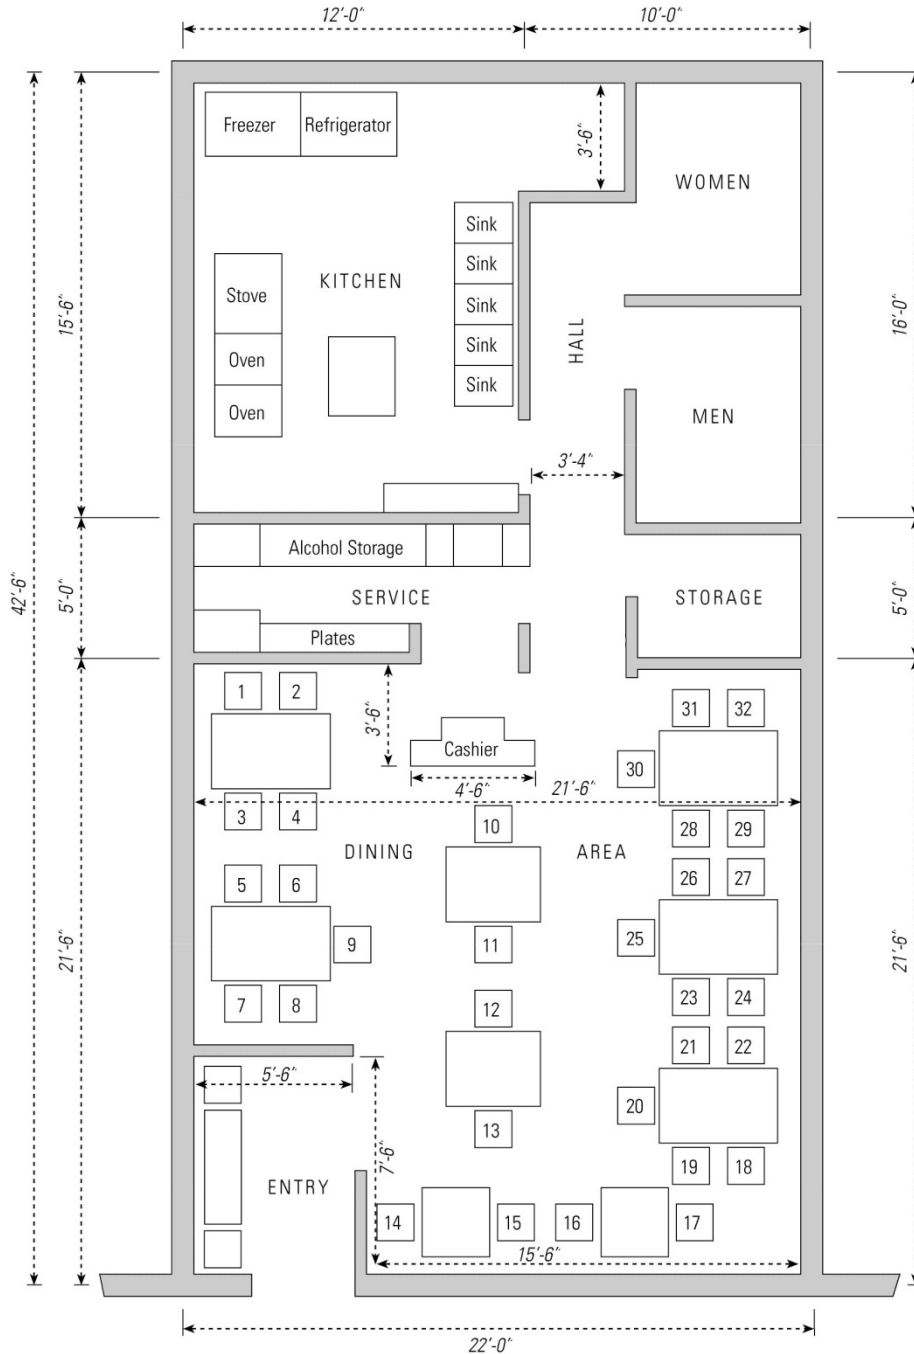 12'-0"
10'-0"
Freezer
Refrigerator
3'-6"
WOMEN
Sink
Sink
Sink
Sink
Sink
KITCHEN
Stove
Oven
Oven
HALL
MEN
15'-6"
16'-0"
3'-4"
42'-6"
5'-0"
Alcohol Storage
SERVICE
STORAGE
5'-0"
Plates
1
2
3'-6"
Cashier
31
32
30
4'-6"
21'-6"
3
4
10
28
29
DINING
AREA
5
6
26
27
21'-6"
9
11
25
21'-6"
7
8
12
23
24
21
22
5'-6"
20
13
7'-6"
19
18
ENTRY
14
15
16
17
15'-6"
22'-0"